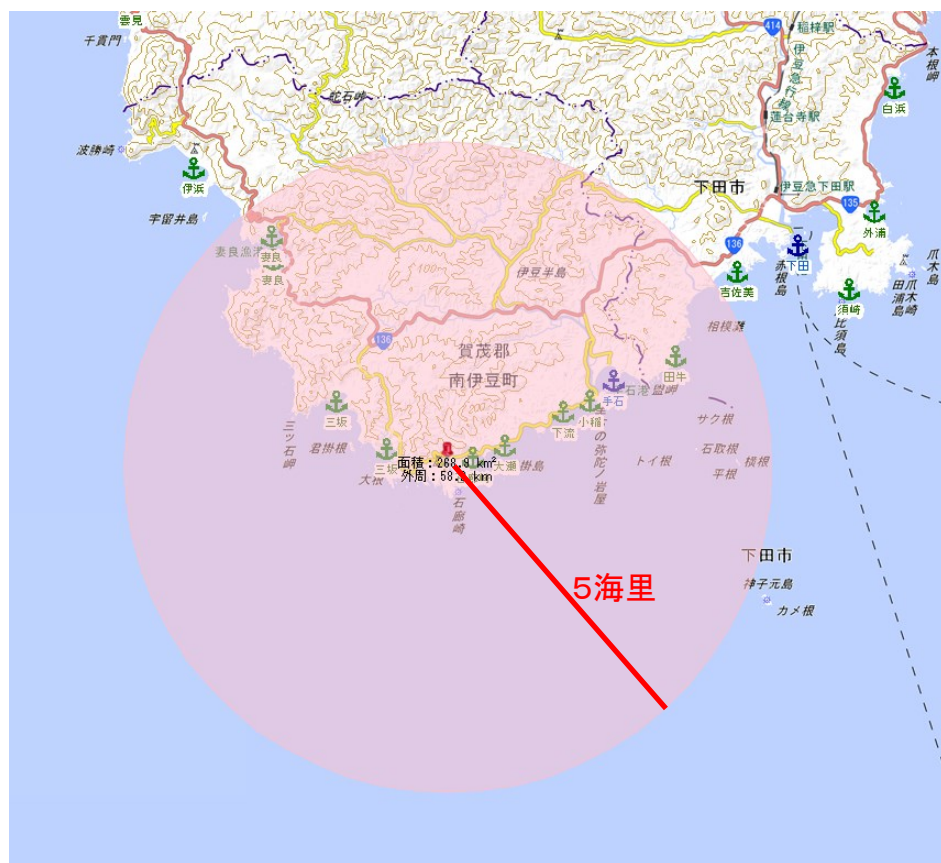 雲見
千貫門
414
稲梓駅
伊豆急行線
本根岬
白浜
蛇石峠
蓮台寺駅
波勝崎
伊浜
下田市
伊豆急下田駅
135
外浦
宇留井島
136
下田
赤根島
妻良漁港
妻良
妻良
伊豆半島
吉佐美
爪木島
爪木崎
田浦島
須崎
相模灘
136
賀茂郡
南伊豆町
田牛
手石
石港
盥岬
三坂
小稲
下流
サク根
三ツ石岬
君掛根
三坂
大瀬
掛島
の弥陀ノ岩屋
トイ根
石取根
横根
平根
大根
面積:268.9 km²
外周:58.
石廊崎
下田市
5海里
神子元島
カメ根